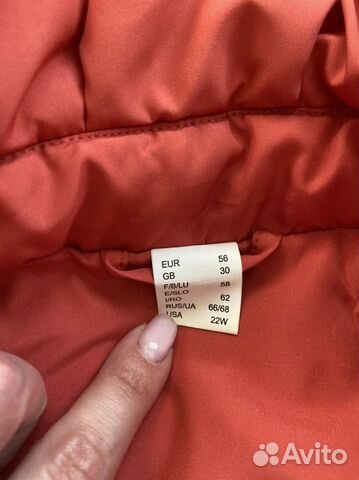 EUR 56
GB 30
F/B/LU 58
E/SLO
I/RO 62
RUS/UA 66/68
USA 22W
Avito